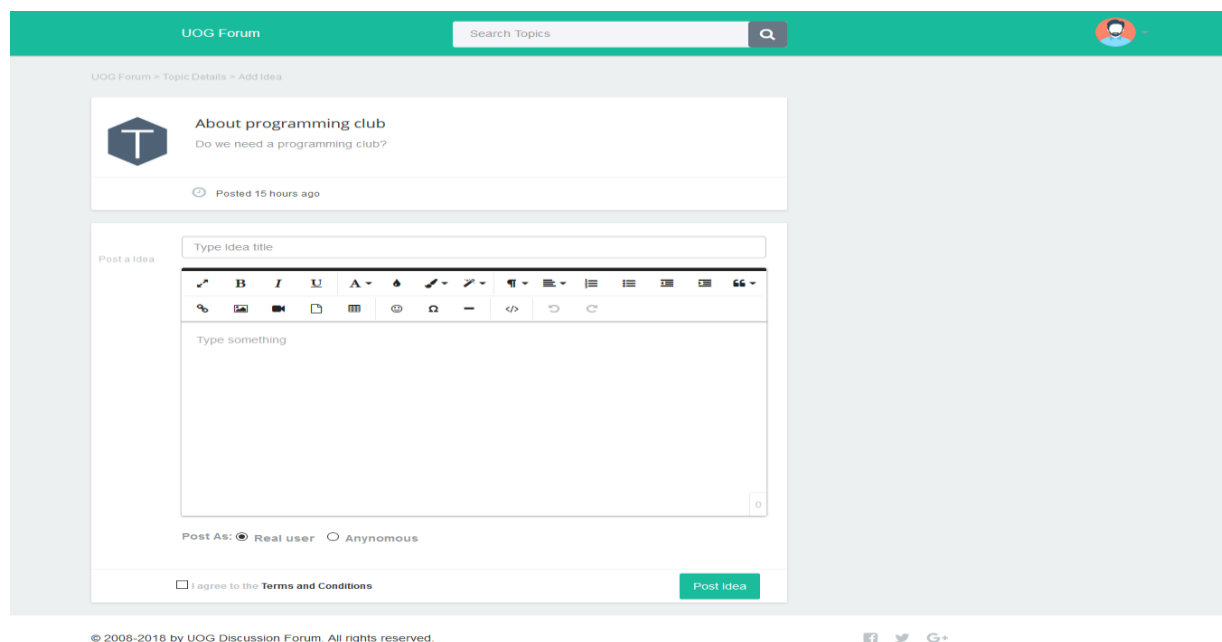 UOG Forum
Search Topics
UOG Forum » Topic Details » Add Idea
T
About programming club
Do we need a programming club?
Posted 15 hours ago
Post a Idea
Type Idea title
B I U A ¶
Ω </>
Type something
0
Post As: Real user Anynomous
I agree to the Terms and Conditions
Post Idea
© 2008-2018 by UOG Discussion Forum. All rights reserved.
G+